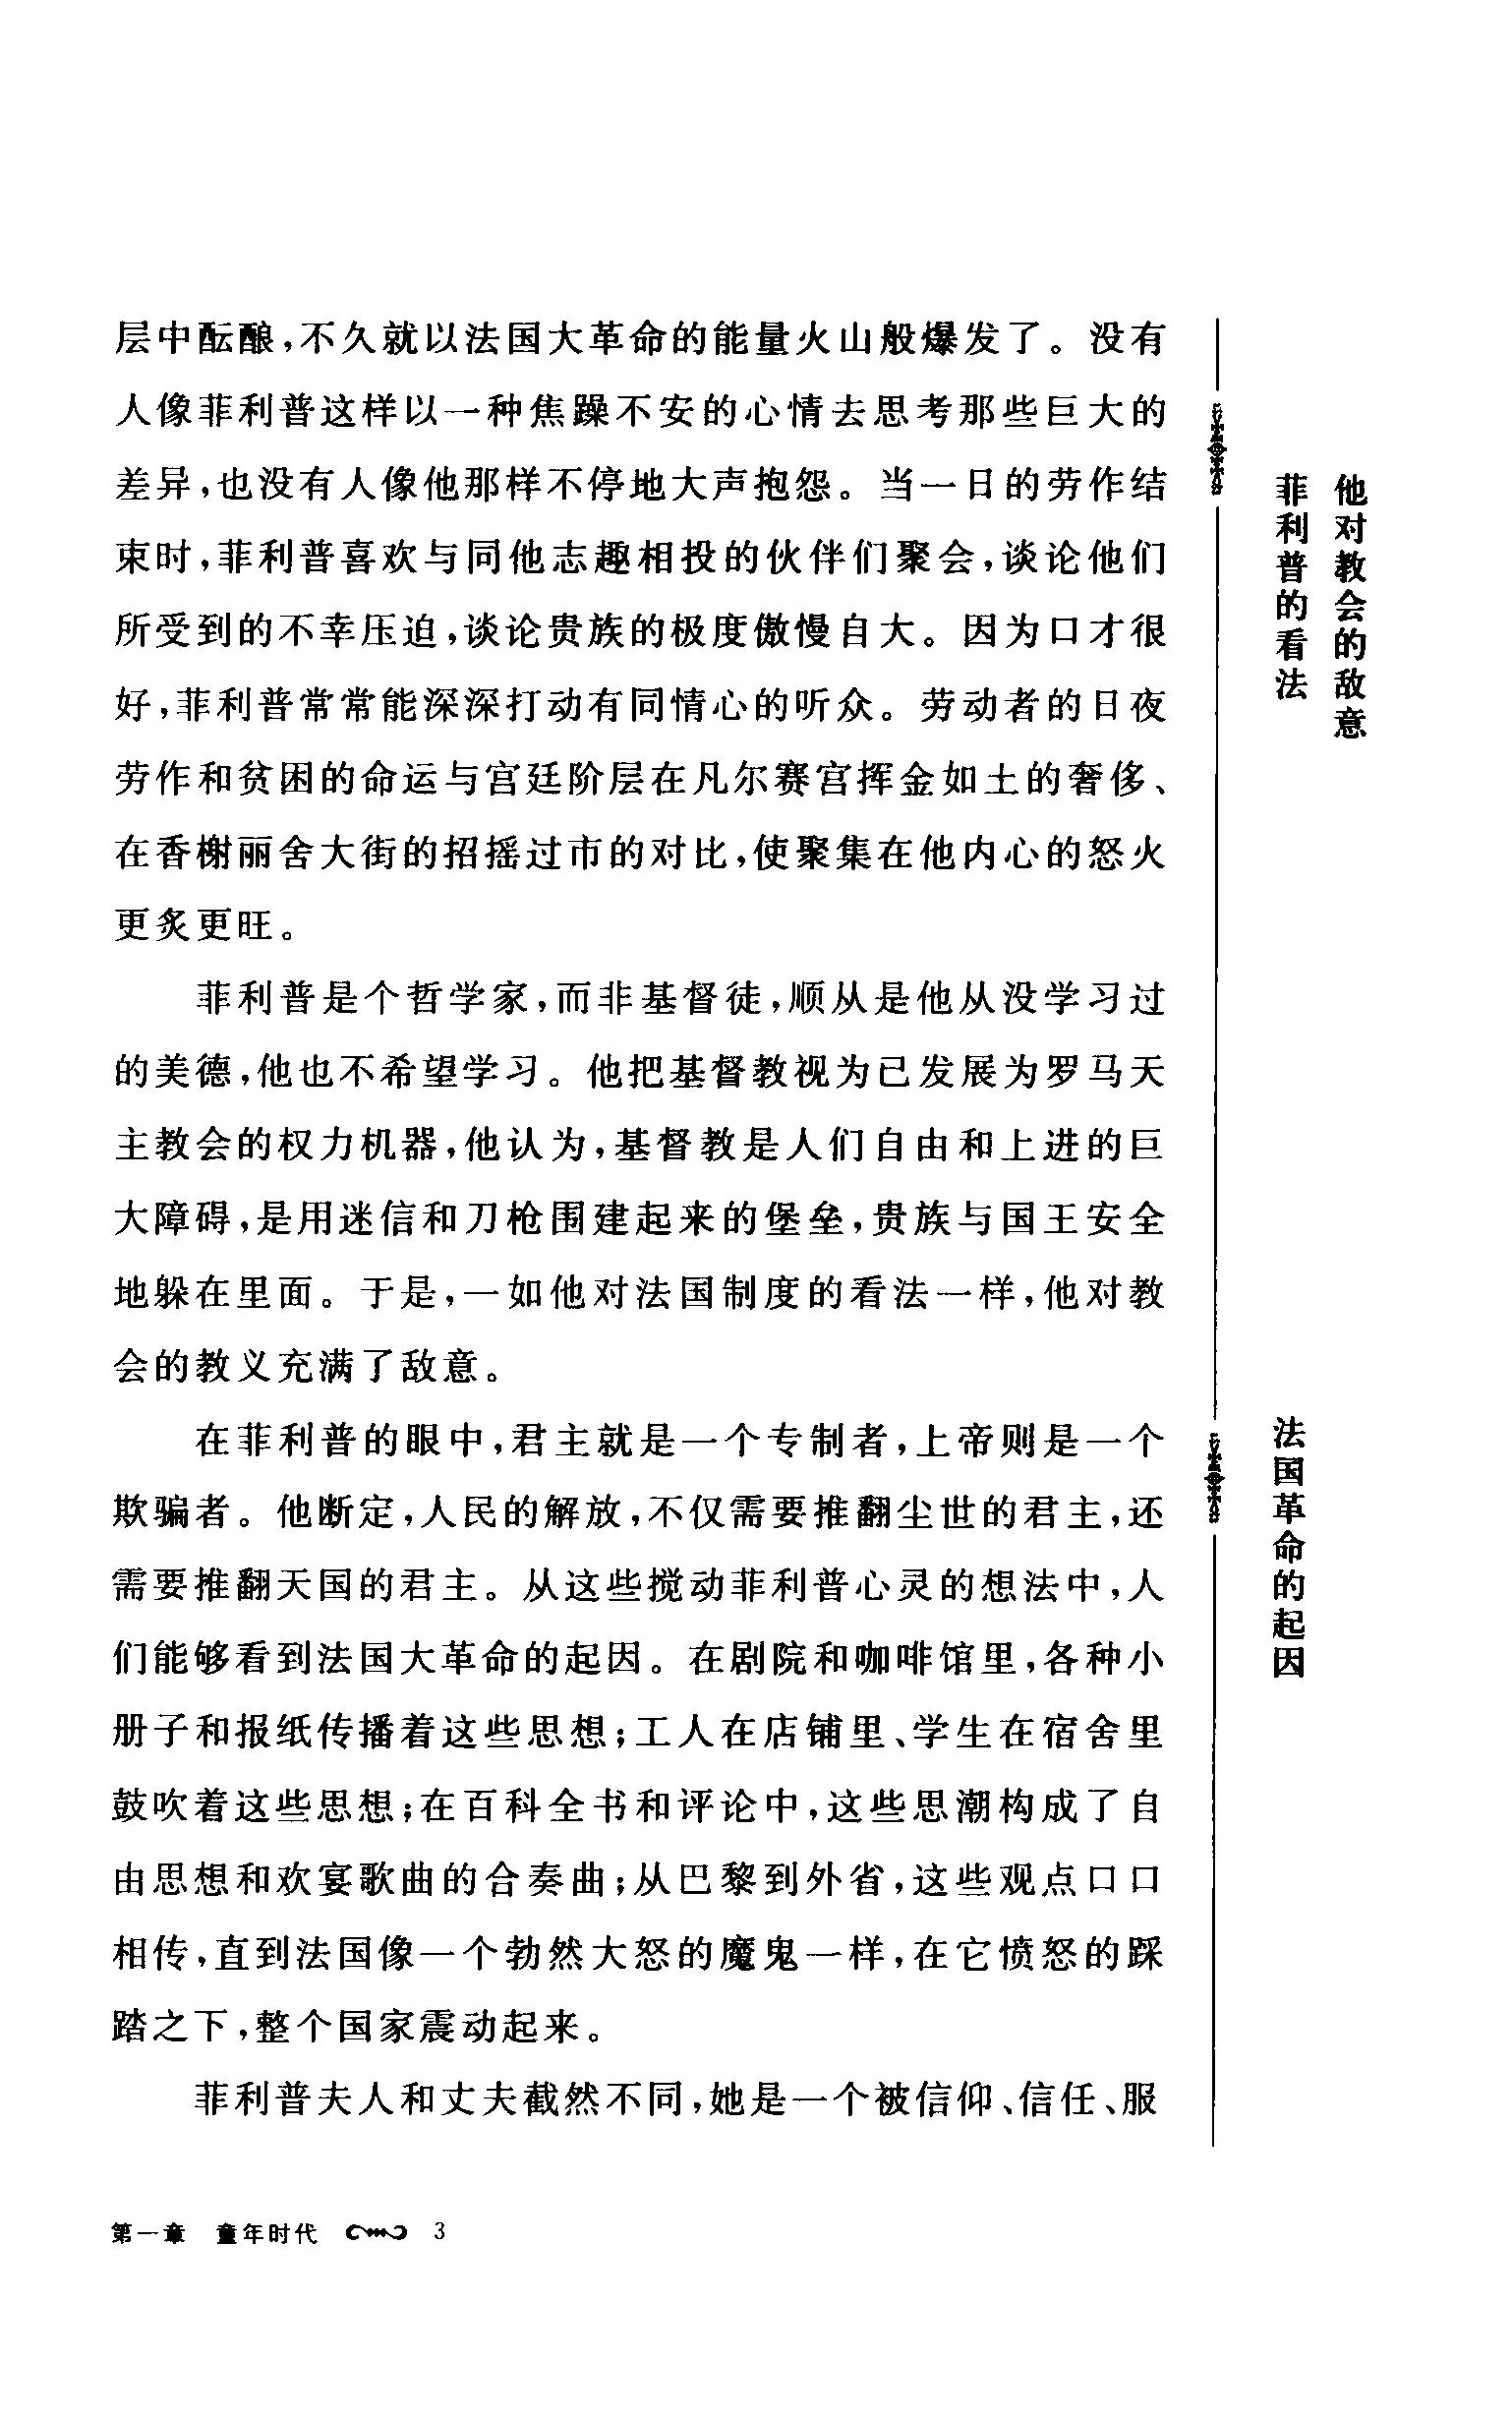 层中酝酿,不久就以法国大革命的能量火山般爆发了。没有
人像菲利普这样以一种焦躁不安的心情去思考那些巨大的
差异,也没有人像他那样不停地大声抱怨。当一日的劳作结
束时,菲利普喜欢与同他志趣相投的伙伴们聚会,谈论他们
所受到的不幸压迫,谈论贵族的极度傲慢自大。因为口才很
好,菲利普常常能深深打动有同情心的听众。劳动者的日夜
劳作和贫困的命运与宫廷阶层在凡尔赛宫挥金如土的奢侈、
在香榭丽舍大街的招摇过市的对比,使聚集在他内心的怒火
更炙更旺。
菲利普是个哲学家,而非基督徒,顺从是他从没学习过
的美德,他也不希望学习。他把基督教视为已发展为罗马天
主教会的权力机器,他认为,基督教是人们自由和上进的巨
大障碍,是用迷信和刀枪围建起来的堡垒,贵族与国王安全
地躲在里面。于是,一如他对法国制度的看法一样,他对教
会的教义充满了敌意。
在菲利普的眼中,君主就是一个专制者,上帝则是一个
欺骗者。他断定,人民的解放,不仅需要推翻尘世的君主,还
需要推翻天国的君主。从这些搅动菲利普心灵的想法中,人
们能够看到法国大革命的起因。在剧院和咖啡馆里,各种小
册子和报纸传播着这些思想;工人在店铺里、学生在宿舍里
鼓吹着这些思想;在百科全书和评论中,这些思潮构成了自
由思想和欢宴歌曲的合奏曲;从巴黎到外省,这些观点口口
相传,直到法国像一个勃然大怒的魔鬼一样,在它愤怒的踩
踏之下,整个国家震动起来。
菲利普夫人和丈夫截然不同,她是一个被信仰、信任、服
菲利普的看法
他对教会的敌意
法国革命的起因
第一章 童年时代 3